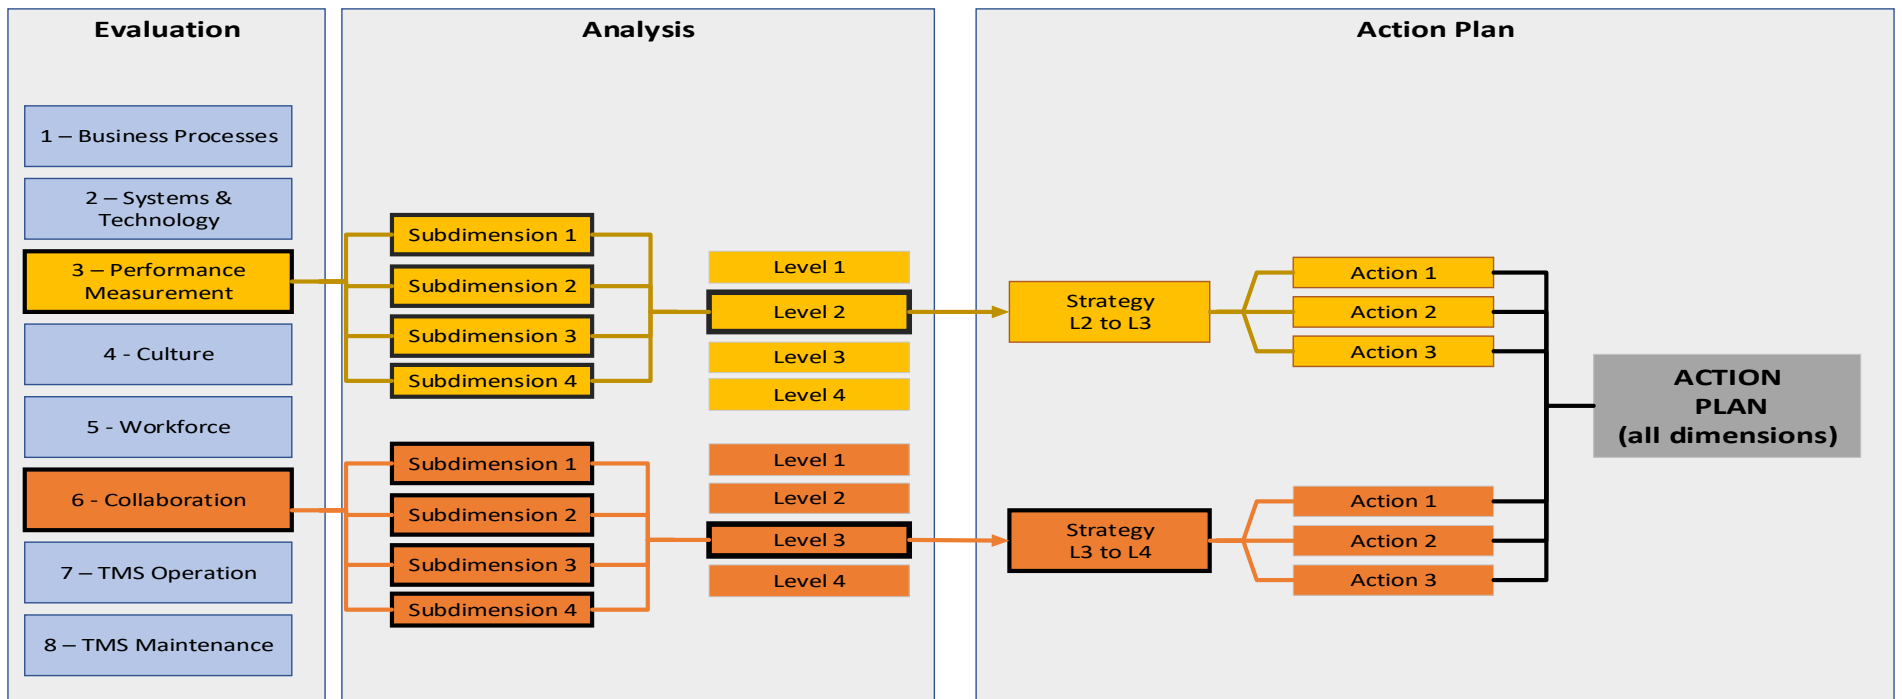 Evaluation
1 – Business Processes
2 – Systems &
Technology
3 – Performance
Measurement
4 - Culture
5 - Workforce
6 - Collaboration
7 – TMS Operation
8 – TMS Maintenance
Analysis
Subdimension 1
Subdimension 2
Subdimension 3
Subdimension 4
Level 1
Level 2
Level 3
Level 4
Subdimension 1
Subdimension 2
Subdimension 3
Subdimension 4
Level 1
Level 2
Level 3
Level 4
Action Plan
Strategy
L2 to L3
Action 1
Action 2
Action 3
Strategy
L3 to L4
Action 1
Action 2
Action 3
ACTION
PLAN
(all dimensions)